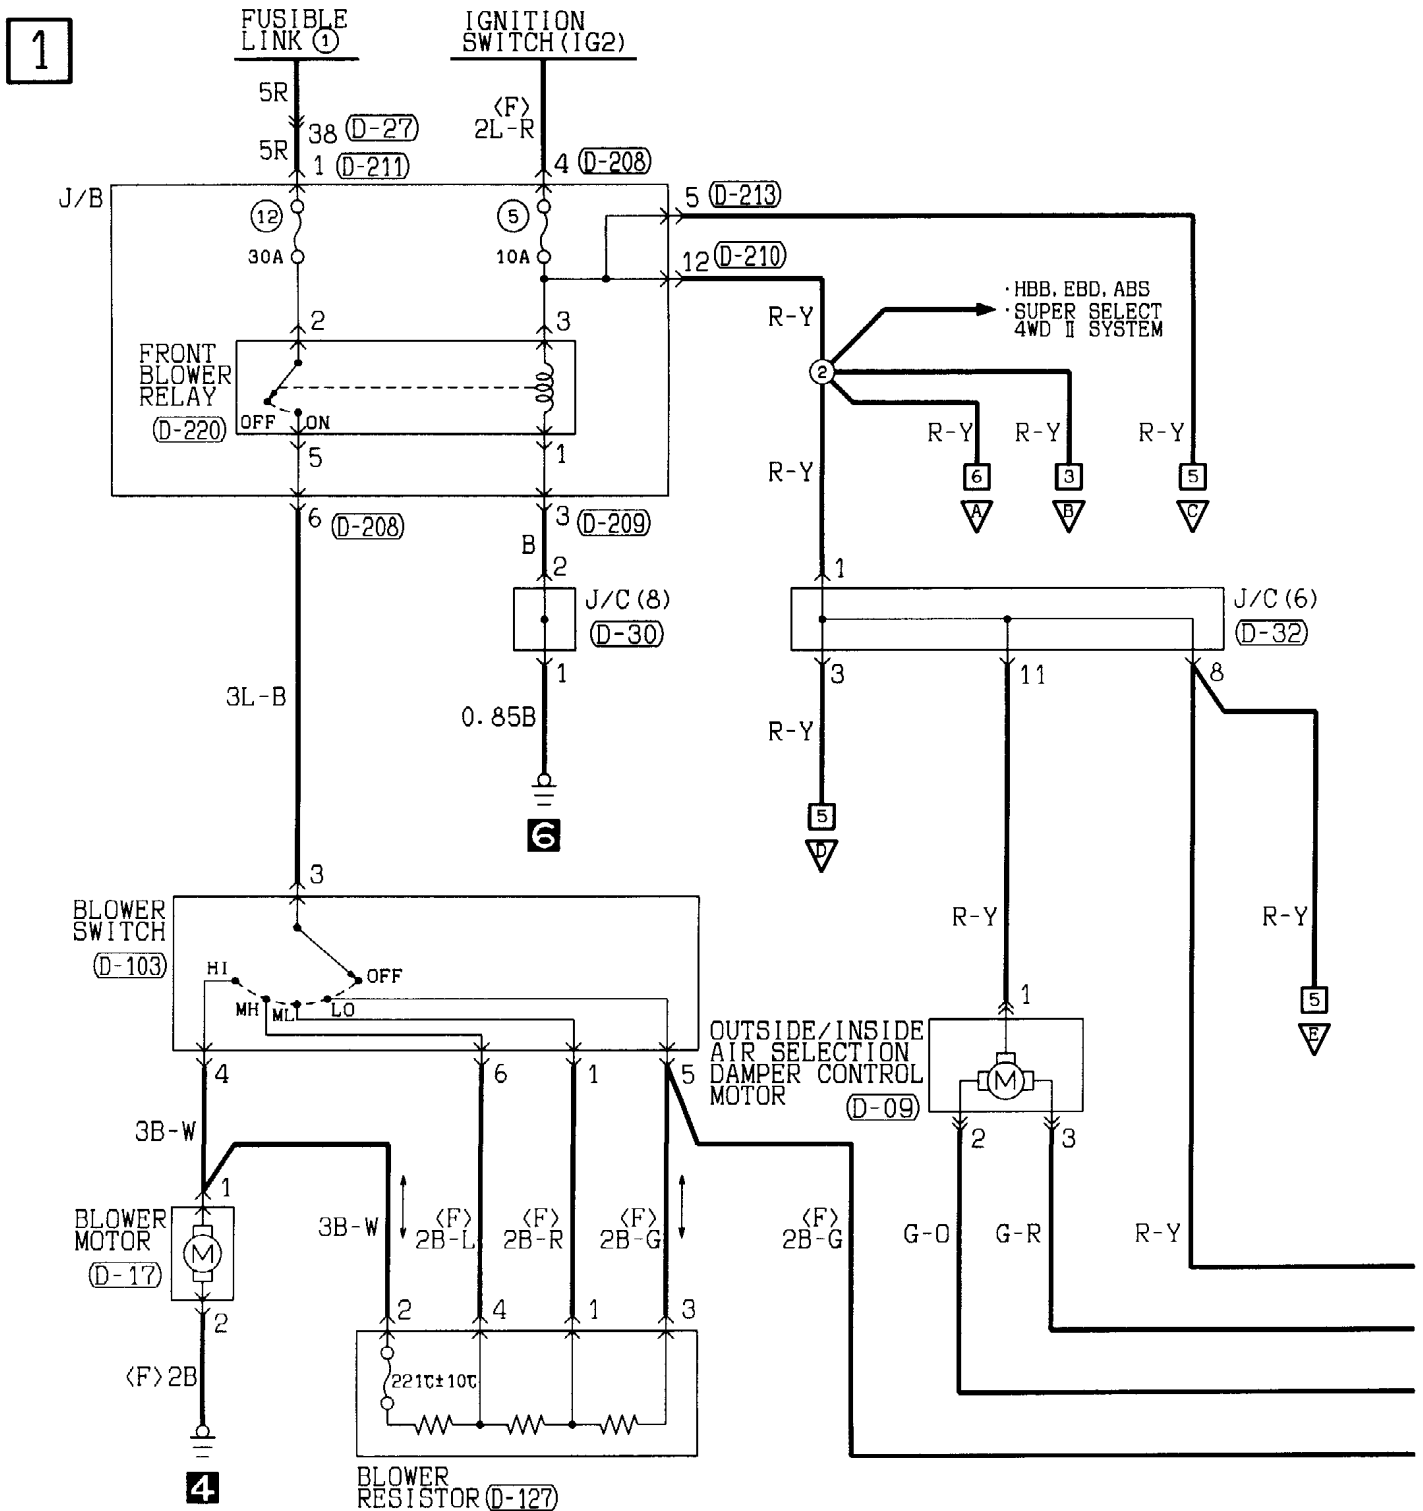 1
FUSIBLE
LINK ①
IGNITION
SWITCH (IG2)
5R
<F>
2L-R
38 (D-27)
5R
1 (D-211)
4 (D-208)
J/B
12
30A
5
10A
5 (D-213)
12 (D-210)
R-Y
· HBB, EBD, ABS
· SUPER SELECT
4WD Ⅱ SYSTEM
2
3
FRONT
BLOWER
RELAY
(D-220)
OFF
ON
2
R-Y
R-Y
R-Y
R-Y
5
1
6
3
5
A
B
C
6 (D-208)
3 (D-209)
B
2
J/C (8)
(D-30)
1
1
J/C (6)
(D-32)
3
11
8
3L-B
0.85B
R-Y
6
5
D
3
BLOWER
SWITCH
(D-103)
HI
MH
ML
LO
OFF
R-Y
R-Y
5
E
4
6
1
5
1
OUTSIDE/INSIDE
AIR SELECTION
DAMPER CONTROL
MOTOR
(D-09)
M
2
3
3B-W
1
BLOWER
MOTOR
(D-17)
M
2
3B-W
<F>
2B-L
<F>
2B-R
<F>
2B-G
<F>
2B-G
G-O
G-R
R-Y
2
4
1
3
<F>2B
221℃±10℃
4
BLOWER
RESISTOR (D-127)